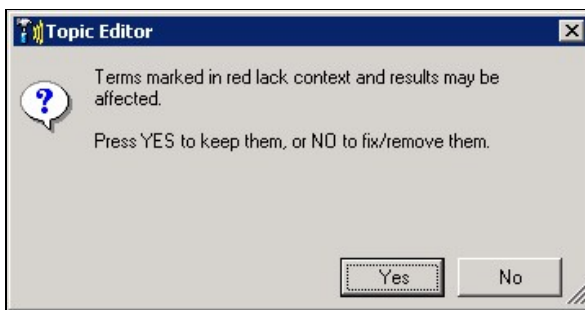 Topic Editor
Terms marked in red lack context and results may be
affected.
Press YES to keep them, or NO to fix/remove them.
Yes
No